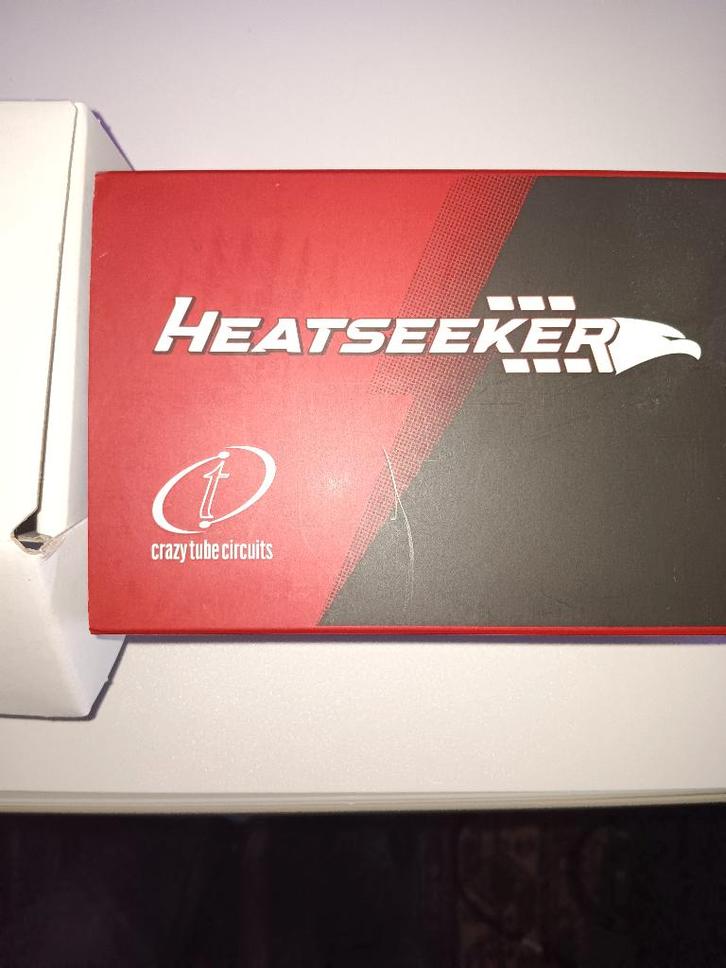 HEATSEEKER
t
crazy tube circuits